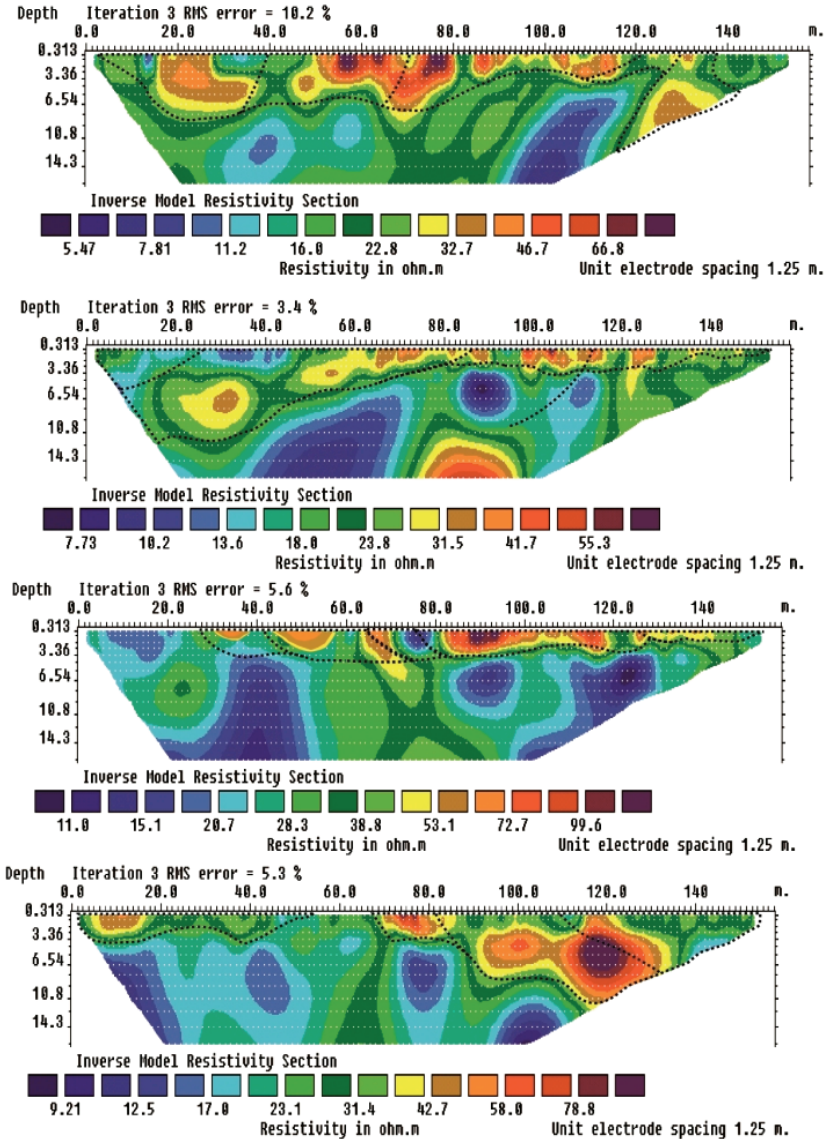 Depth Iteration 3 RMS error = 10.2 %
0.0 20.0 40.0 60.0 80.0 100.0 120.0 140 m.
0.313
3.36
6.54
10.8
14.3
Inverse Model Resistivity Section
5.47 7.81 11.2 16.0 22.8 32.7 46.7 66.8
Resistivity in ohm.m Unit electrode spacing 1.25 m.
Depth Iteration 3 RMS error = 3.4 %
0.0 20.0 40.0 60.0 80.0 100.0 120.0 140 m.
0.313
3.36
6.54
10.8
14.3
Inverse Model Resistivity Section
7.73 10.2 13.6 18.0 23.8 31.5 41.7 55.3
Resistivity in ohm.m Unit electrode spacing 1.25 m.
Depth Iteration 3 RMS error = 5.6 %
0.0 20.0 40.0 60.0 80.0 100.0 120.0 140 m.
0.313
3.36
6.54
10.8
14.3
Inverse Model Resistivity Section
11.0 15.1 20.7 28.3 38.8 53.1 72.7 99.6
Resistivity in ohm.m Unit electrode spacing 1.25 m.
Depth Iteration 3 RMS error = 5.3 %
0.0 20.0 40.0 60.0 80.0 100.0 120.0 140 m.
0.313
3.36
6.54
10.8
14.3
Inverse Model Resistivity Section
9.21 12.5 17.0 23.1 31.4 42.7 58.0 78.8
Resistivity in ohm.m Unit electrode spacing 1.25 m.